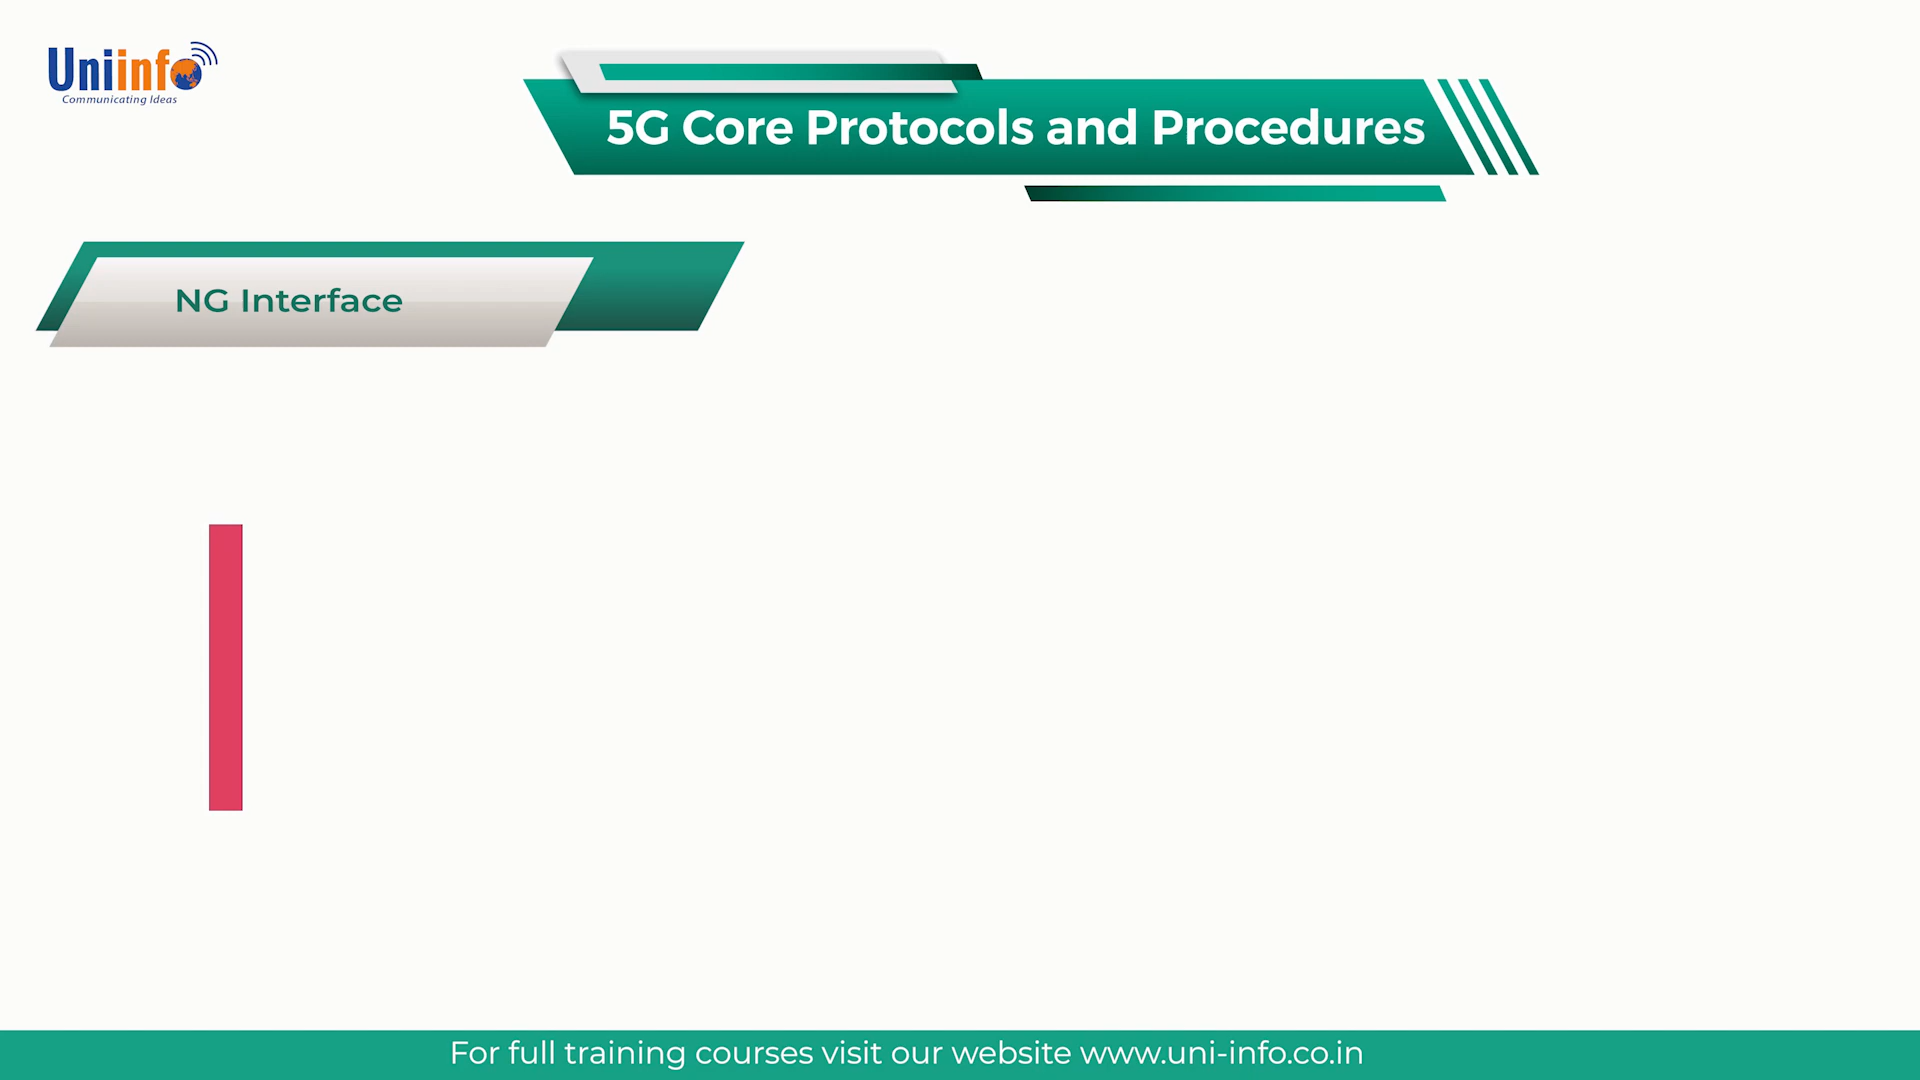 Uniinfo
Communicating Ideas
5G Core Protocols and Procedures
NG Interface
For full training courses visit our website www.uni-info.co.in